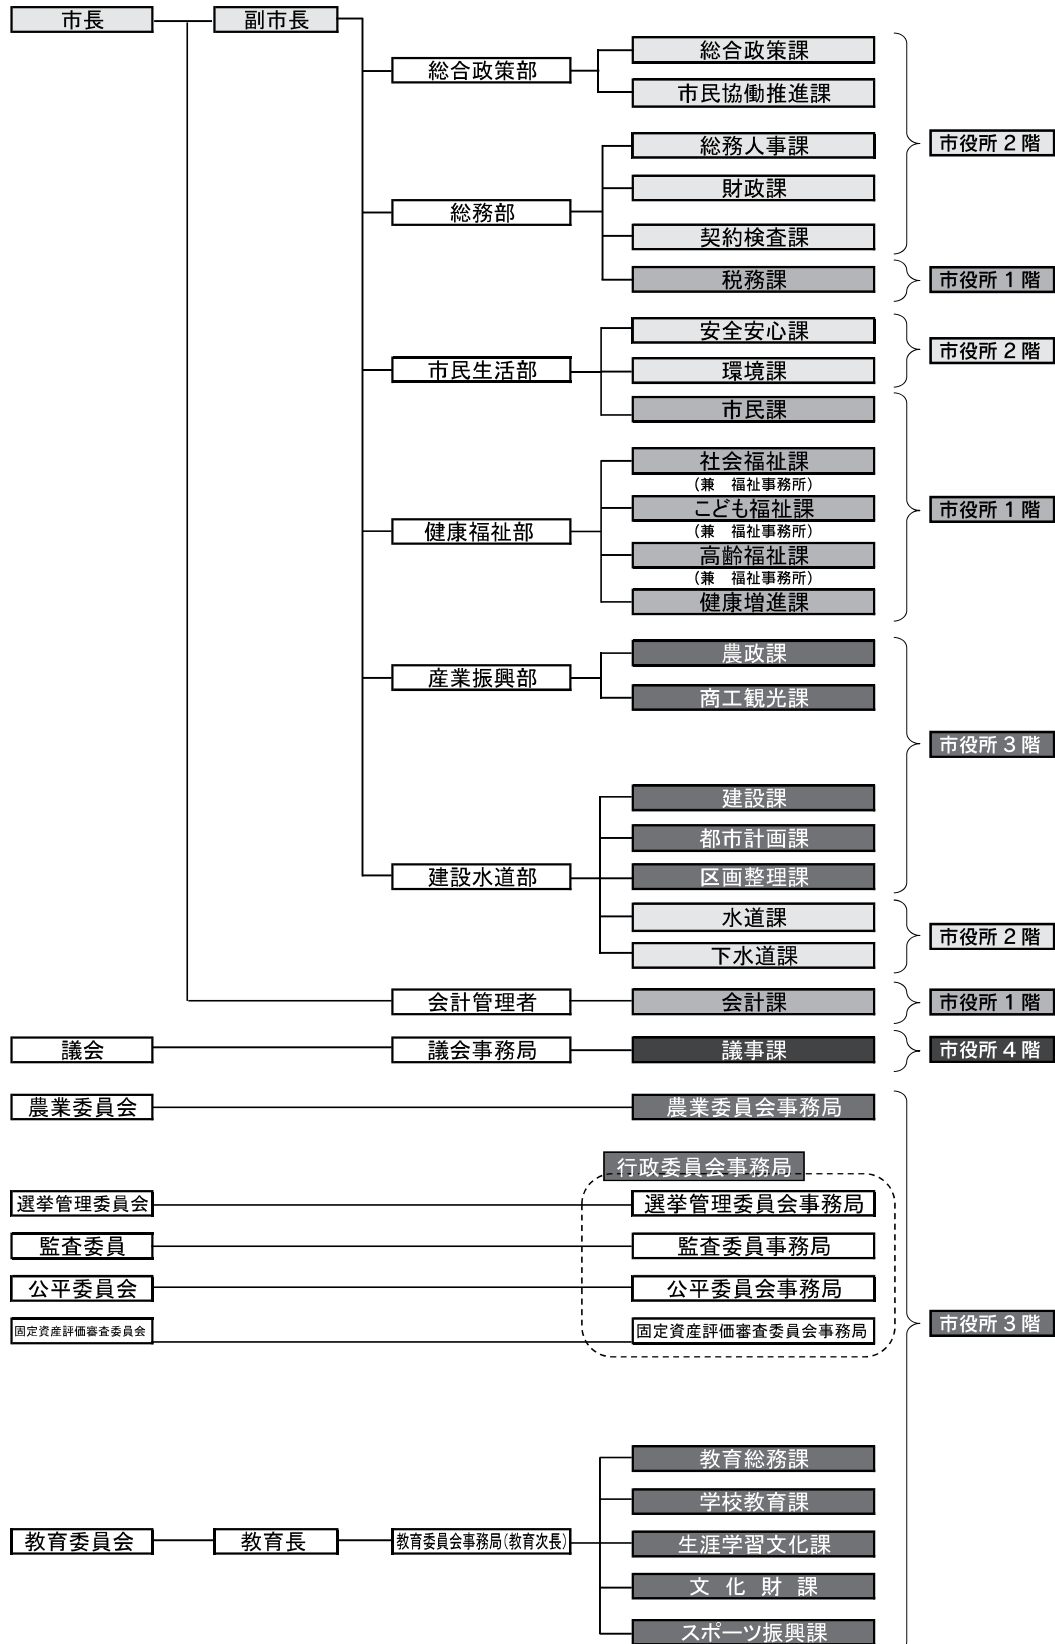 市長
副市長
総合政策部
総合政策課
市民協働推進課
市役所２階
総務部
総務人事課
財政課
契約検査課
税務課
市役所１階
市民生活部
安全安心課
環境課
市役所２階
市民課
健康福祉部
社会福祉課
（兼　福祉事務所）
こども福祉課
（兼　福祉事務所）
高齢福祉課
（兼　福祉事務所）
健康増進課
市役所１階
産業振興部
農政課
商工観光課
市役所３階
建設水道部
建設課
都市計画課
区画整理課
水道課
下水道課
市役所２階
会計管理者
会計課
市役所１階
議会
議会事務局
議事課
市役所４階
農業委員会
農業委員会事務局
行政委員会事務局
選挙管理委員会
選挙管理委員会事務局
監査委員
監査委員事務局
公平委員会
公平委員会事務局
固定資産評価審査委員会
固定資産評価審査委員会事務局
市役所３階
教育委員会
教育長
教育委員会事務局（教育次長）
教育総務課
学校教育課
生涯学習文化課
文　化　財　課
スポーツ振興課